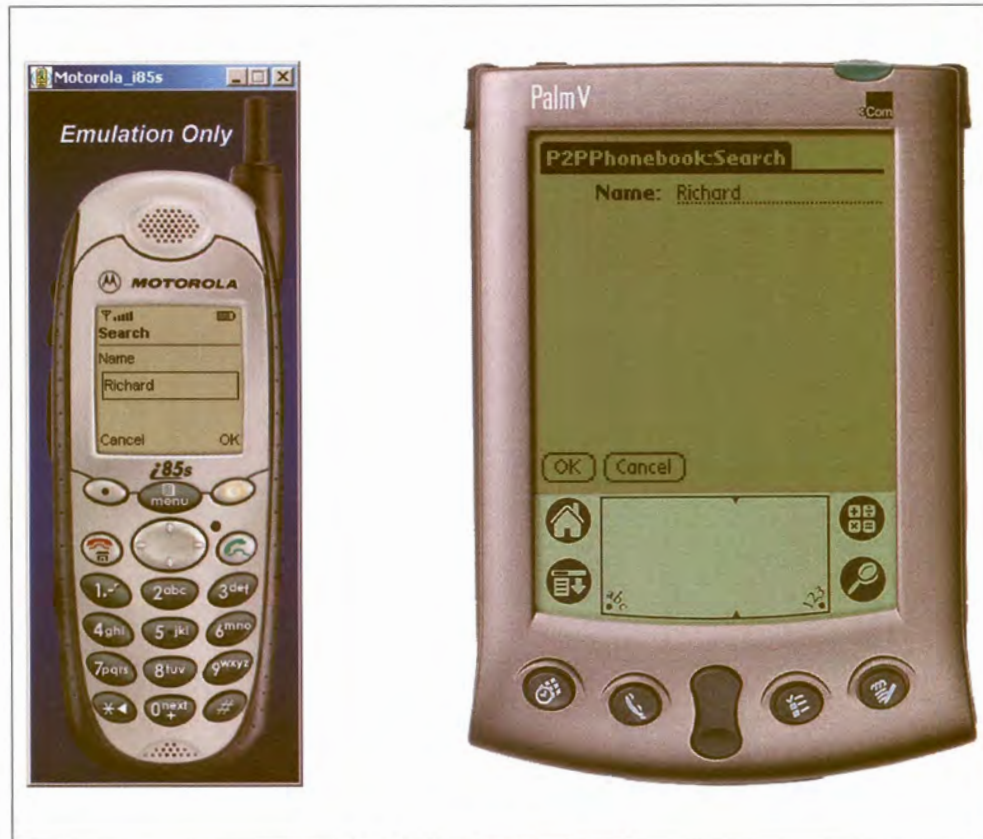 Motorola_i85s
Emulation Only
MOTOROLA
Search
Name
Richard
Cancel OK
i85s
menu
1.-'
2abc
3def
4ghi
5 jkl
6mno
7pqrs
8tuv
9wxyz
*
0next
+
#
PalmV
3Com
P2PPhonebook:Search
Name: Richard
OK Cancel
abc
123